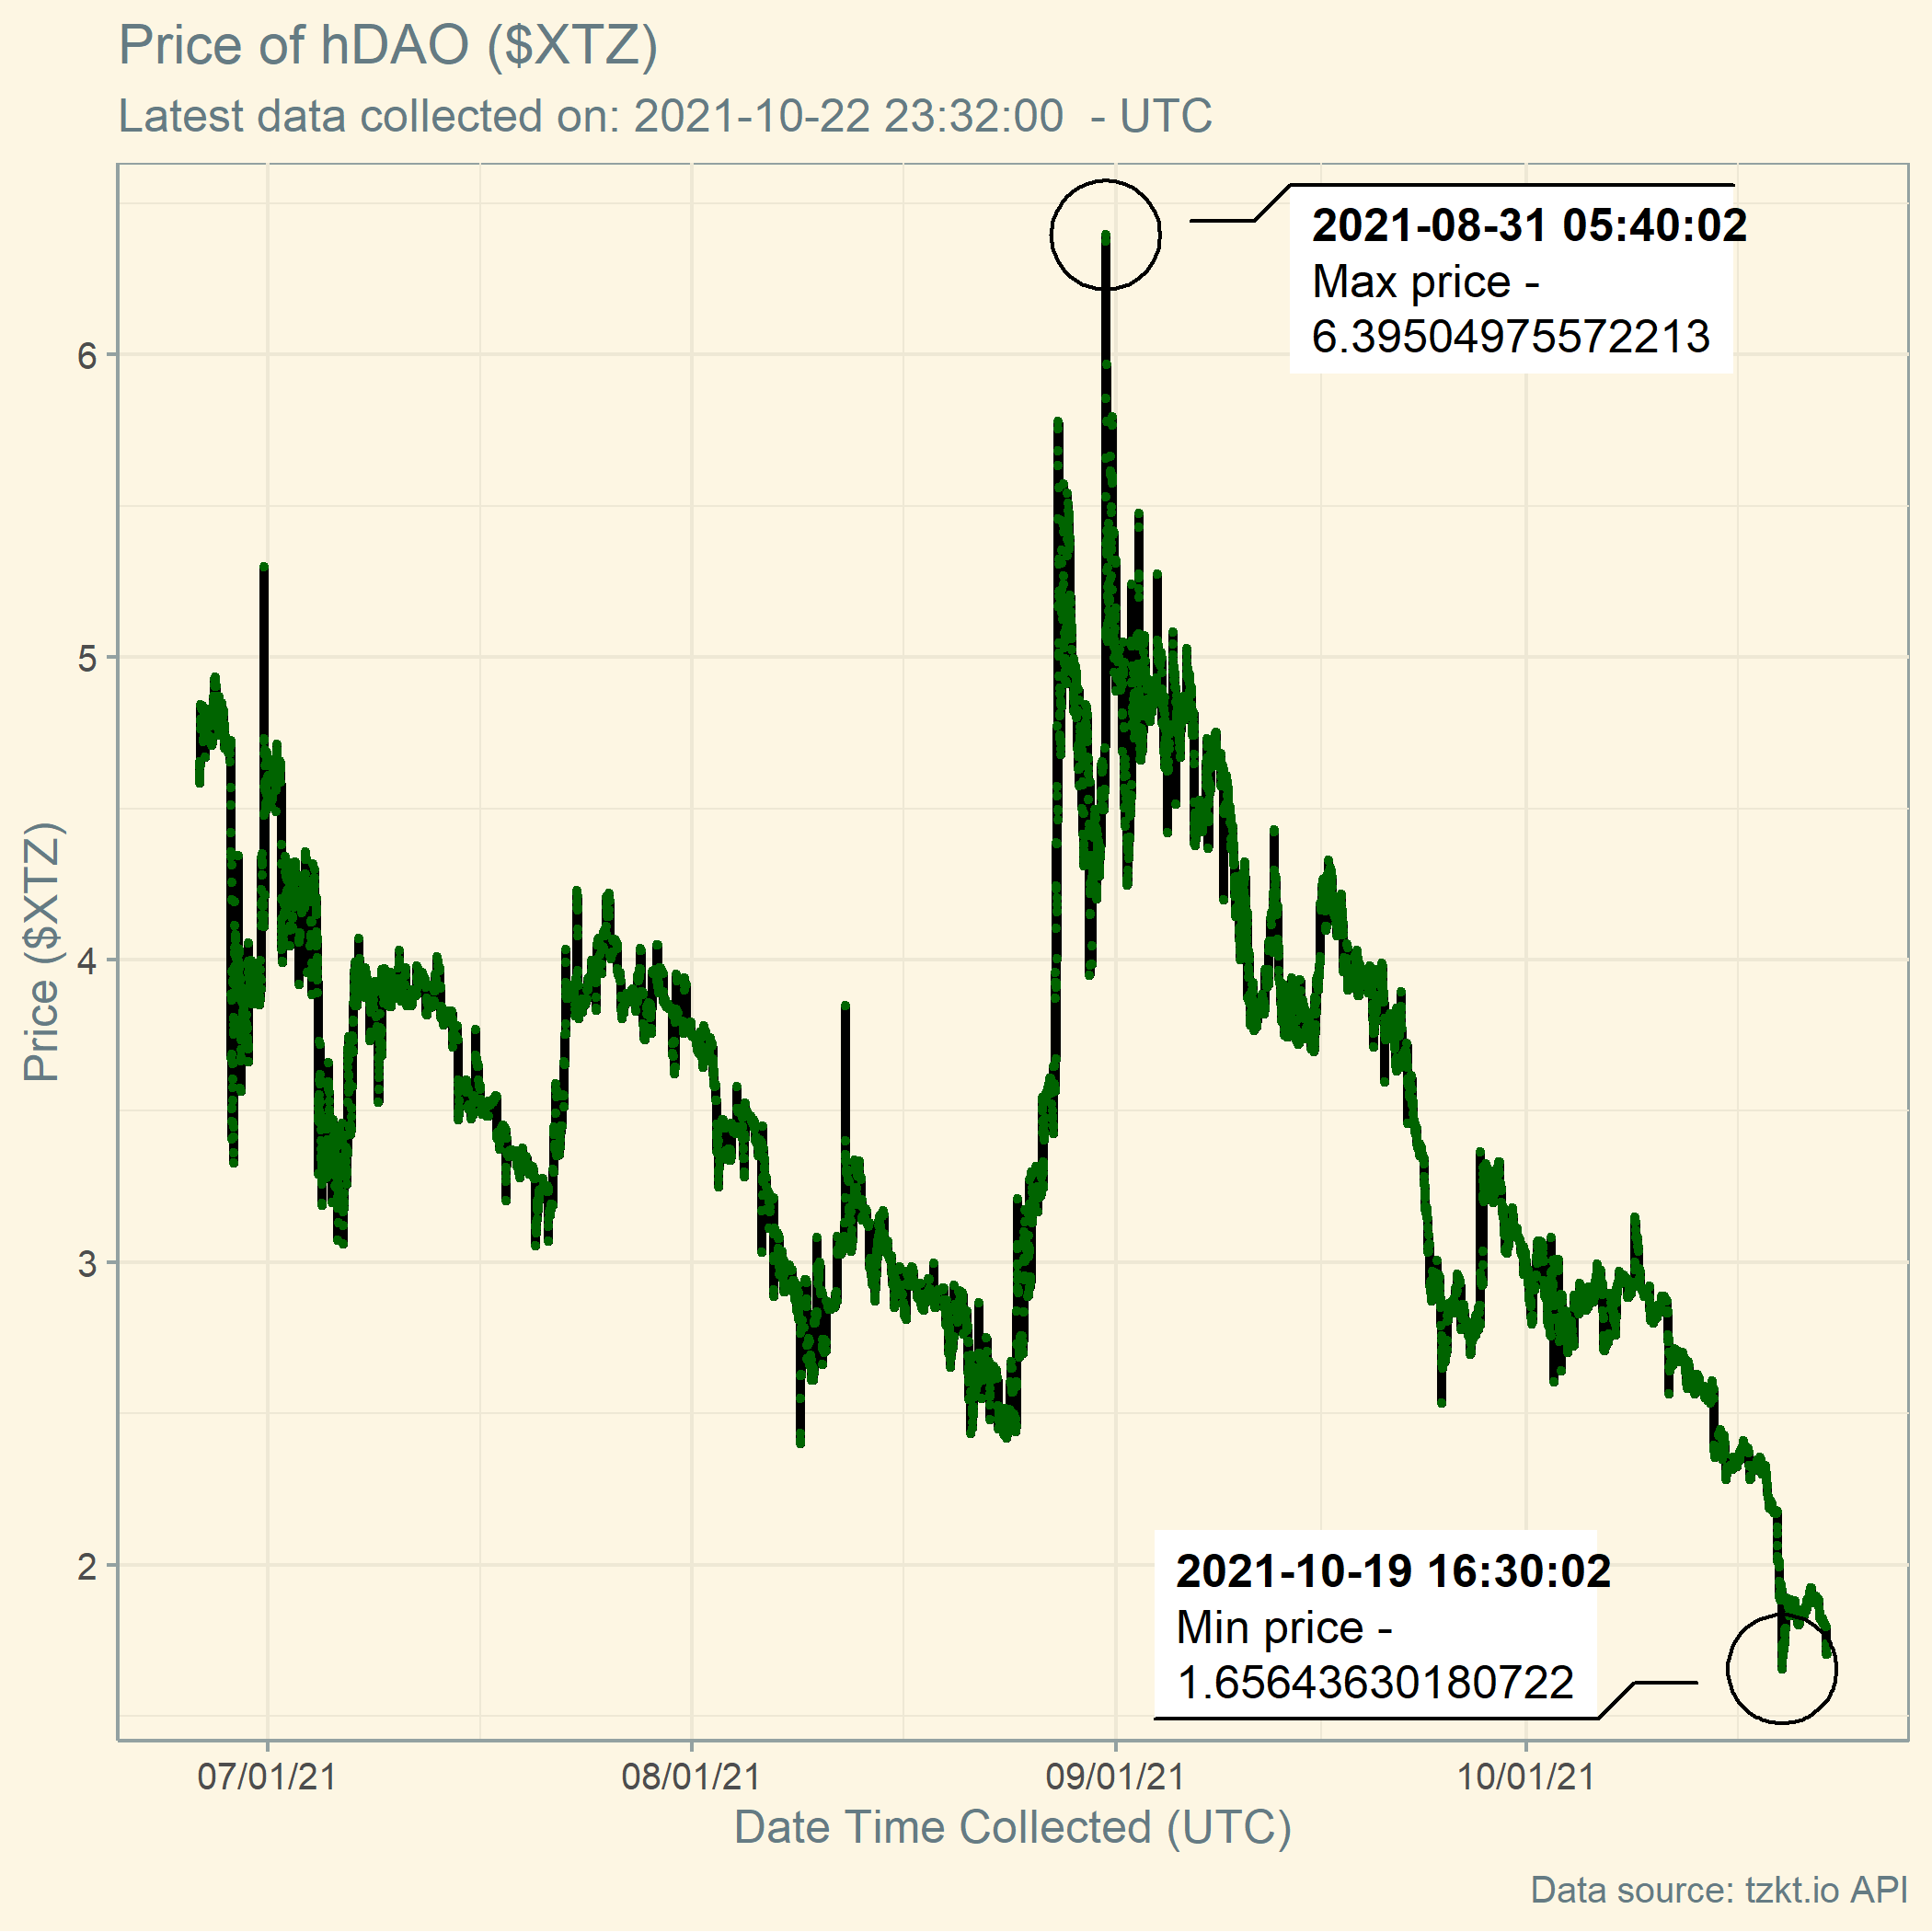 Price of hDAO ($XTZ)
Latest data collected on: 2021-10-22 23:32:00  - UTC
2021-08-31 05:40:02
Max price -
6.39504975572213
6
5
4
3
2
Price ($XTZ)
2021-10-19 16:30:02
Min price -
1.65643630180722
07/01/21
08/01/21
09/01/21
10/01/21
Date Time Collected (UTC)
Data source: tzkt.io API